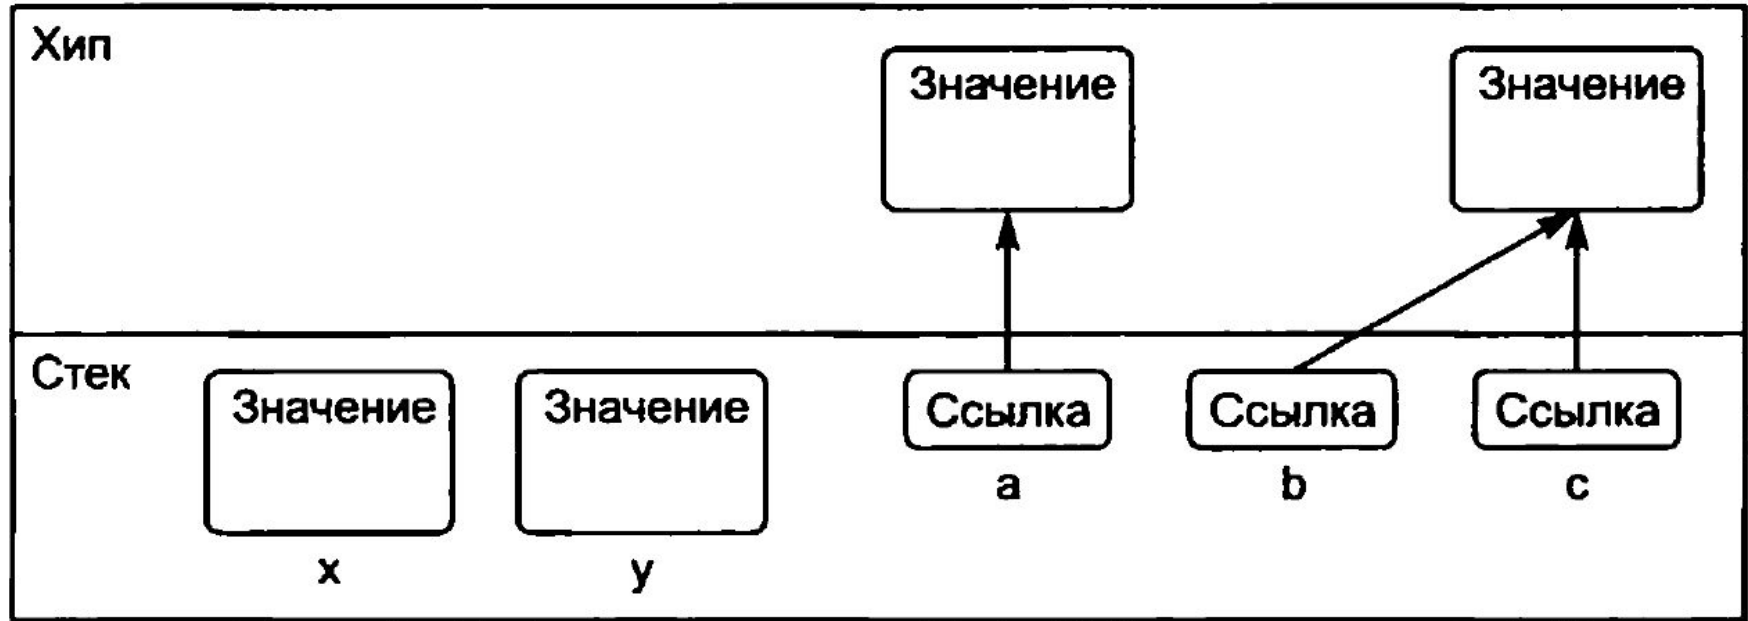 Хип
Значение
Значение
Стек
Значение
Значение
Ссылка
Ссылка
Ссылка
a
b
c
x
y